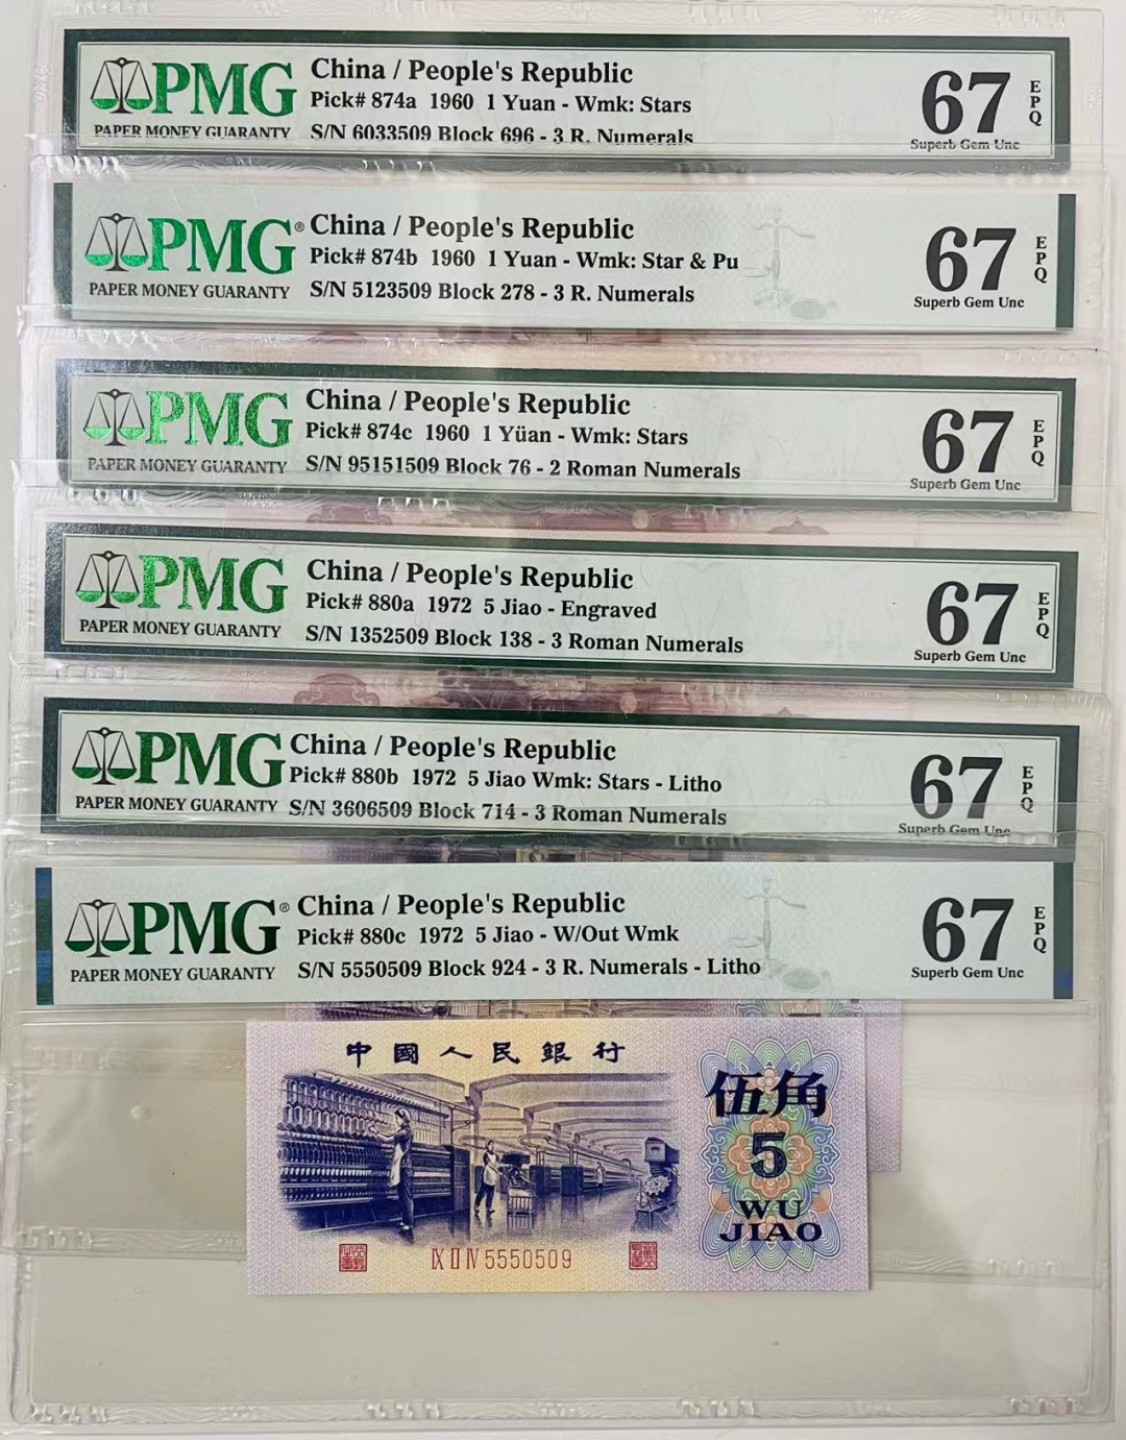 PMG
PAPER MONEY GUARANTY
China / People's Republic
Pick# 874a 1960 1 Yuan - Wmk: Stars
S/N 6033509 Block 696 - 3 R. Numerals
67
EPQ
Superb Gem Unc
PMG®
PAPER MONEY GUARANTY
China / People's Republic
Pick# 874b 1960 1 Yuan - Wmk: Star & Pu
S/N 5123509 Block 278 - 3 R. Numerals
67
EPQ
Superb Gem Unc
PMG
PAPER MONEY GUARANTY
China / People's Republic
Pick# 874c 1960 1 Yüan - Wmk: Stars
S/N 95151509 Block 76 - 2 Roman Numerals
67
EPQ
Superb Gem Unc
PMG
PAPER MONEY GUARANTY
China / People's Republic
Pick# 880a 1972 5 Jiao - Engraved
S/N 1352509 Block 138 - 3 Roman Numerals
67
EPQ
Superb Gem Unc
PMG
PAPER MONEY GUARANTY
China / People's Republic
Pick# 880b 1972 5 Jiao Wmk: Stars - Litho
S/N 3606509 Block 714 - 3 Roman Numerals
67
EPQ
Superb Gem Unc
PMG®
PAPER MONEY GUARANTY
China / People's Republic
Pick# 880c 1972 5 Jiao - W/Out Wmk
S/N 5550509 Block 924 - 3 R. Numerals - Litho
67
EPQ
Superb Gem Unc
中國人民銀行
伍角
5
WU
JIAO
IX II IV 5550509